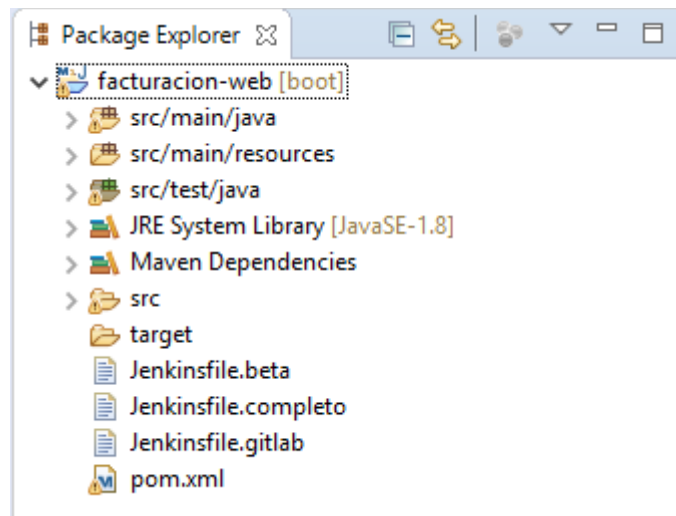 Package Explorer
facturacion-web [boot]
src/main/java
src/main/resources
src/test/java
JRE System Library [JavaSE-1.8]
Maven Dependencies
src
target
Jenkinsfile.beta
Jenkinsfile.completo
Jenkinsfile.gitlab
pom.xml